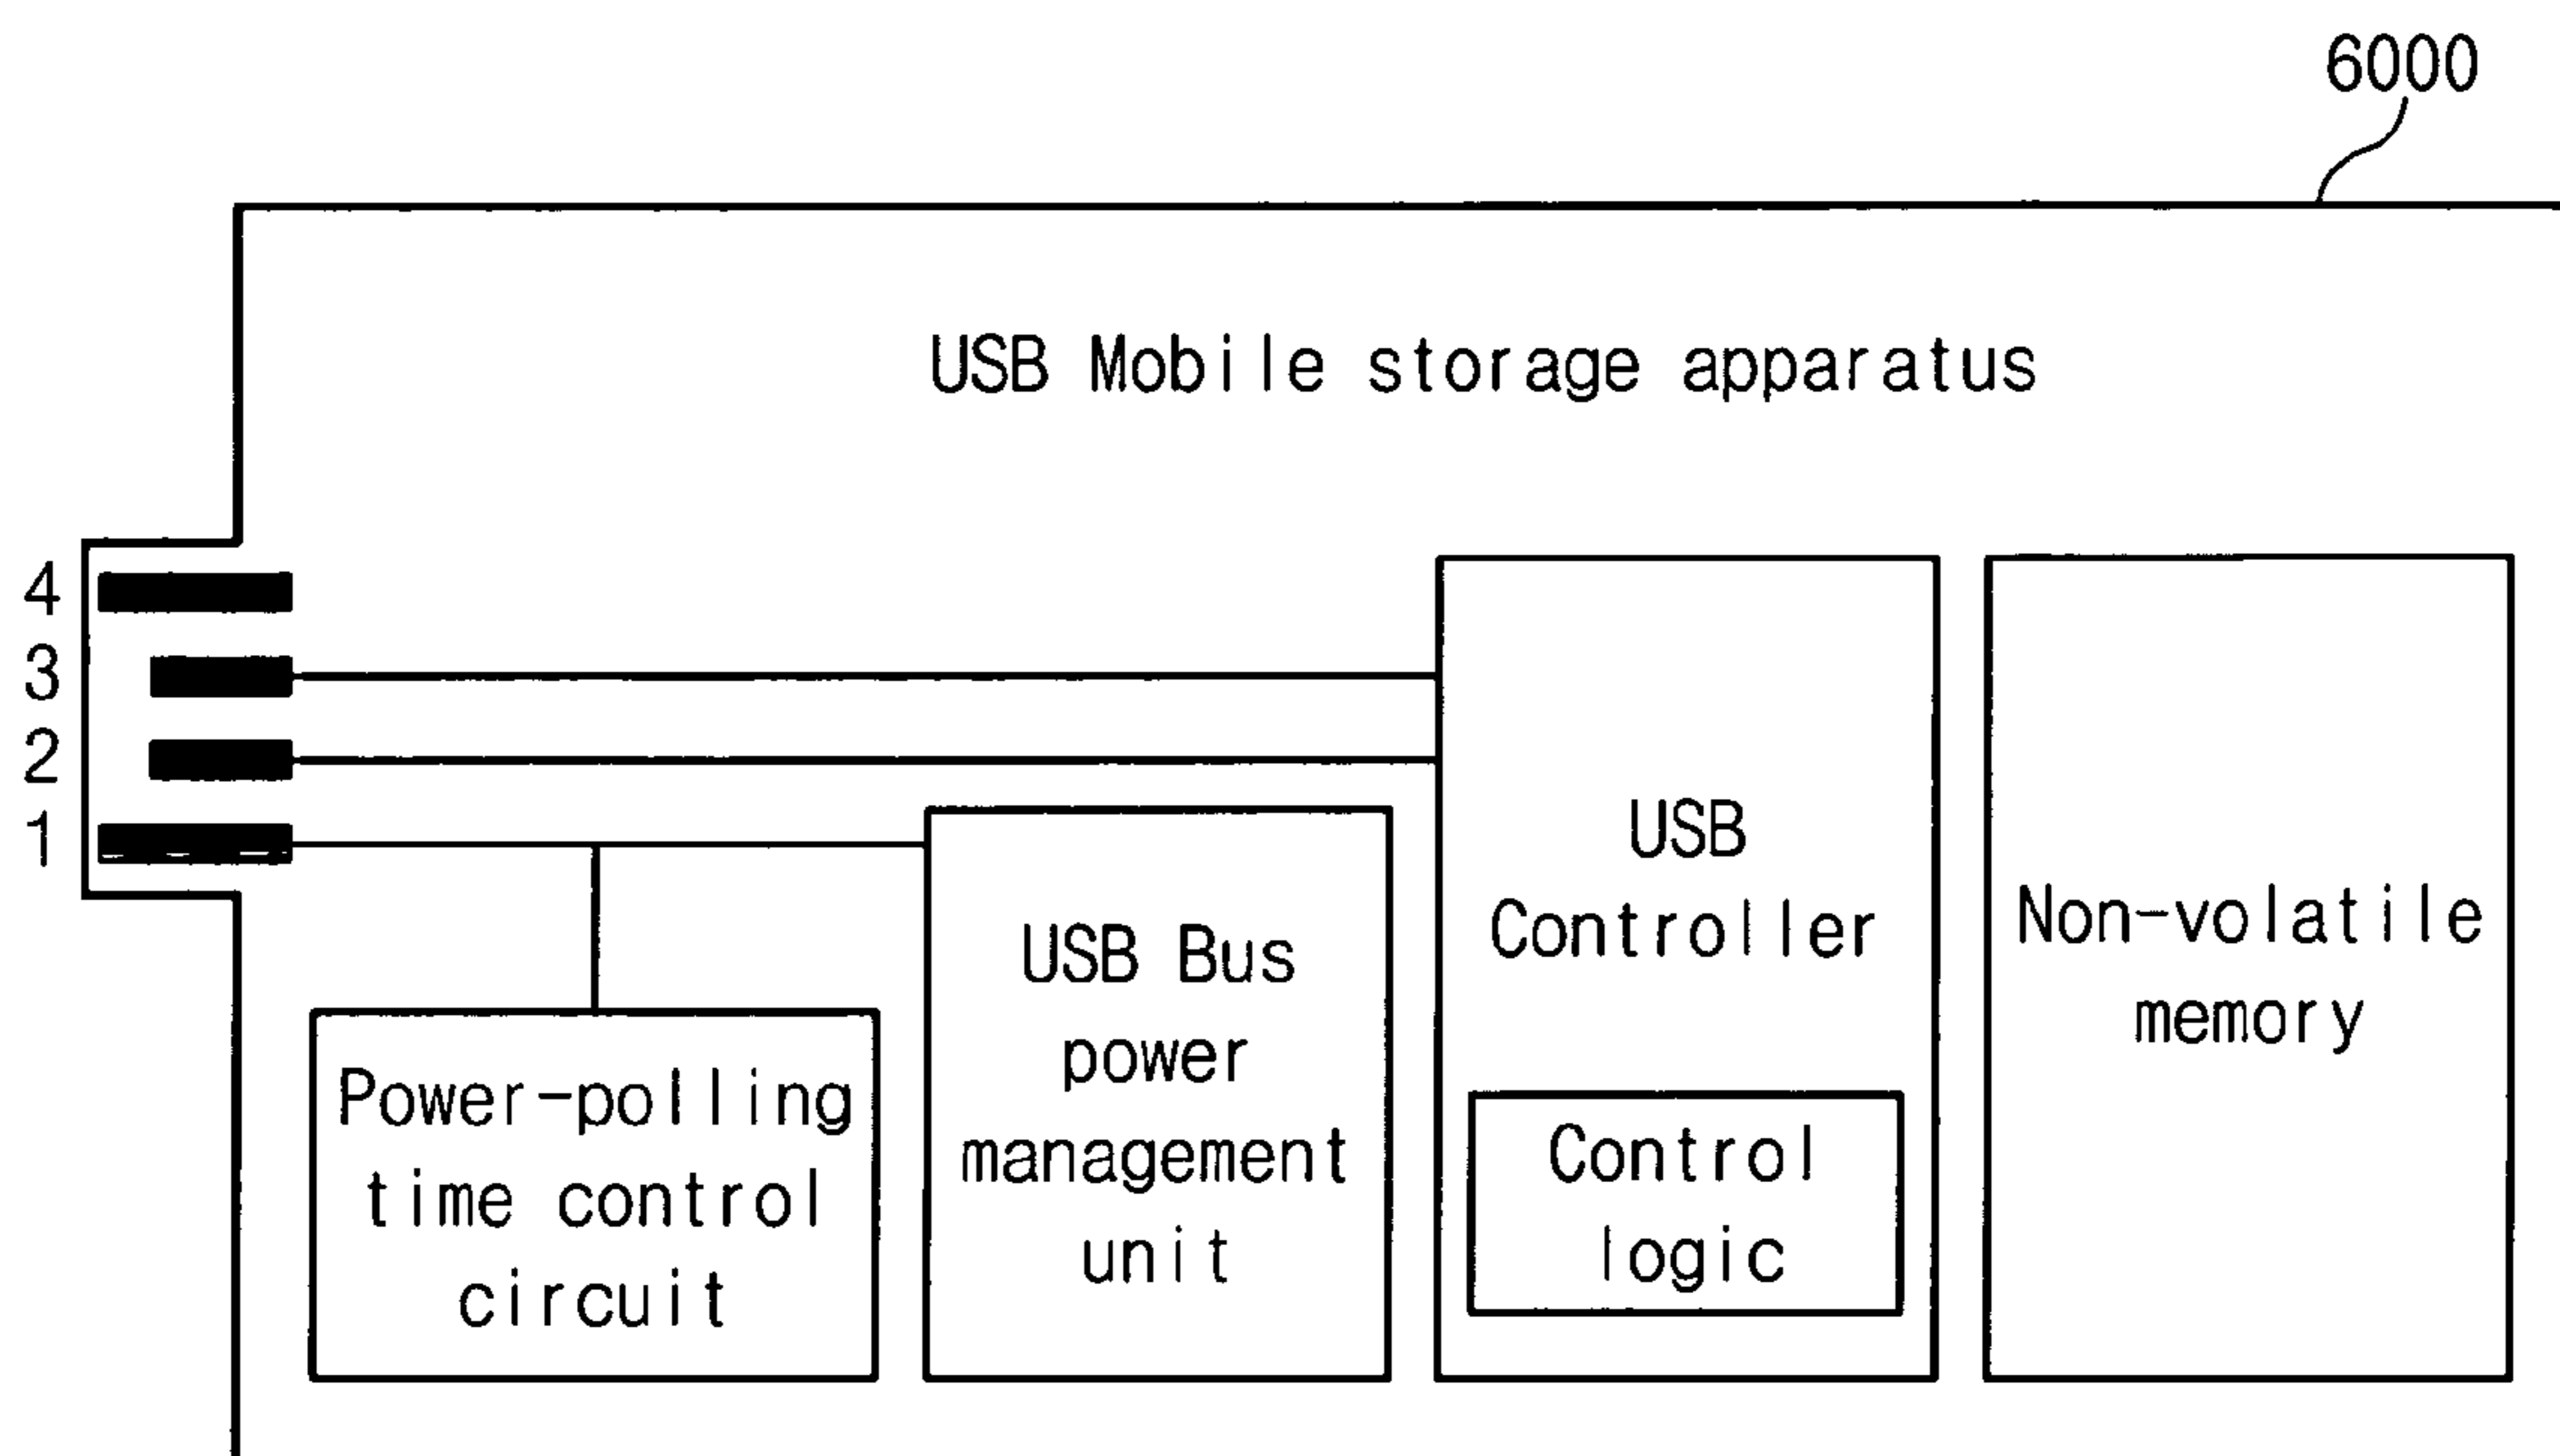 6000
USB Mobile storage apparatus
4
3
2
1
Power-polling
time control
circuit
USB Bus
power
management
unit
USB
Controller
Control
logic
Non-volatile
memory